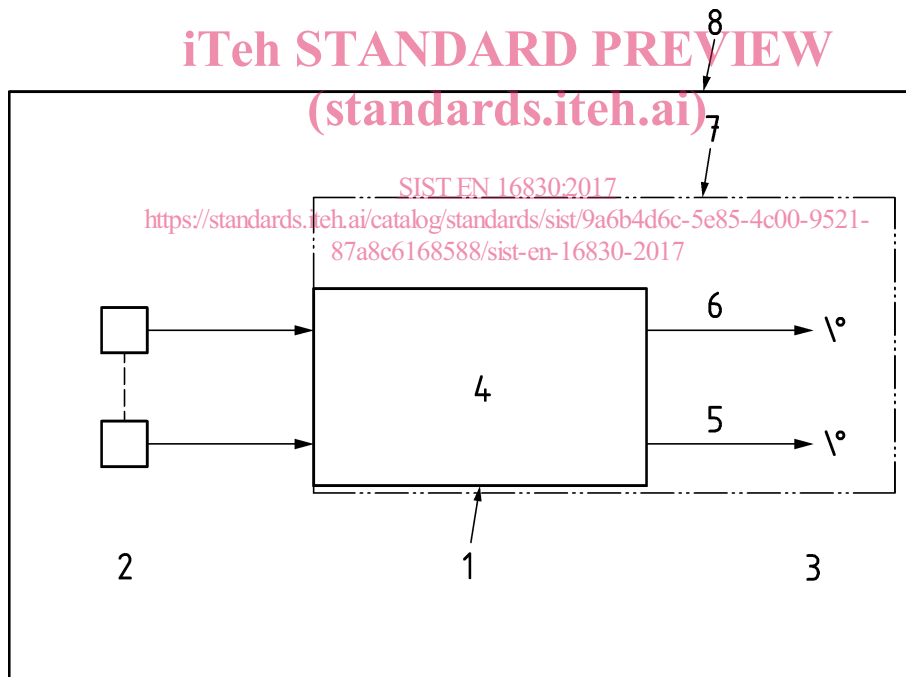 8
iTeh STANDARD PREVIEW
(standards.iteh.ai)
7
SIST EN 16830:2017
https://standards.iteh.ai/catalog/standards/sist/9a6b4d6c-5e85-4c00-9521-
87a8c6168588/sist-en-16830-2017
6
\°
4
5
\°
2 1 3